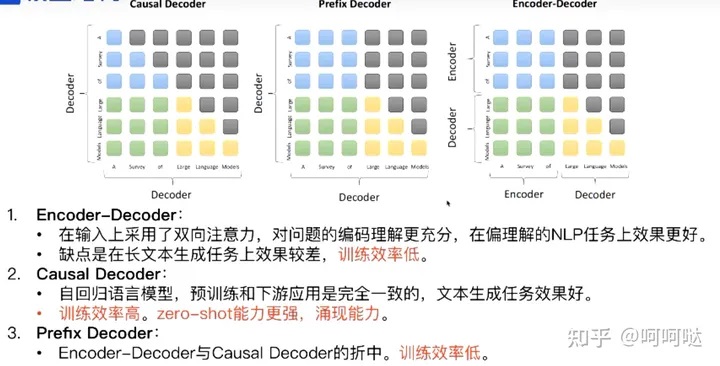 Causal Decoder
Prefix Decoder
Encoder-Decoder
Decoder
A
Survey
of
Large
Language
Models
A Survey of Large Language Models
Decoder
Decoder
A
Survey
of
Large
Language
Models
A Survey of Large Language Models
Decoder
Encoder
Decoder
A
Survey
of
Large
Language
Models
A Survey of Large Language Models
Encoder
Decoder
1. Encoder-Decoder：
• 在输入上采用了双向注意力，对问题的编码理解更充分，在偏理解的NLP任务上效果更好。
• 缺点是在长文本生成任务上效果较差，训练效率低。
2. Causal Decoder：
• 自回归语言模型，预训练和下游应用是完全一致的，文本生成任务效果好。
• 训练效率高。zero-shot能力更强，涌现能力。
3. Prefix Decoder：
• Encoder-Decoder与Causal Decoder的折中。训练效率低。
知乎 @呵呵哒